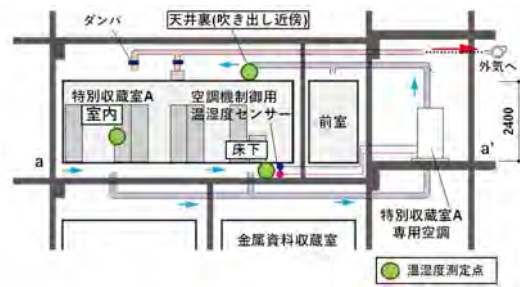 ダンパ
天井裏(吹き出し近傍)
外気へ
特別収蔵室A
室内
空調機制御用
温湿度センサー
前室
2400
床下
a
a'
特別収蔵室A
専用空調
金属資料収蔵室
温湿度測定点